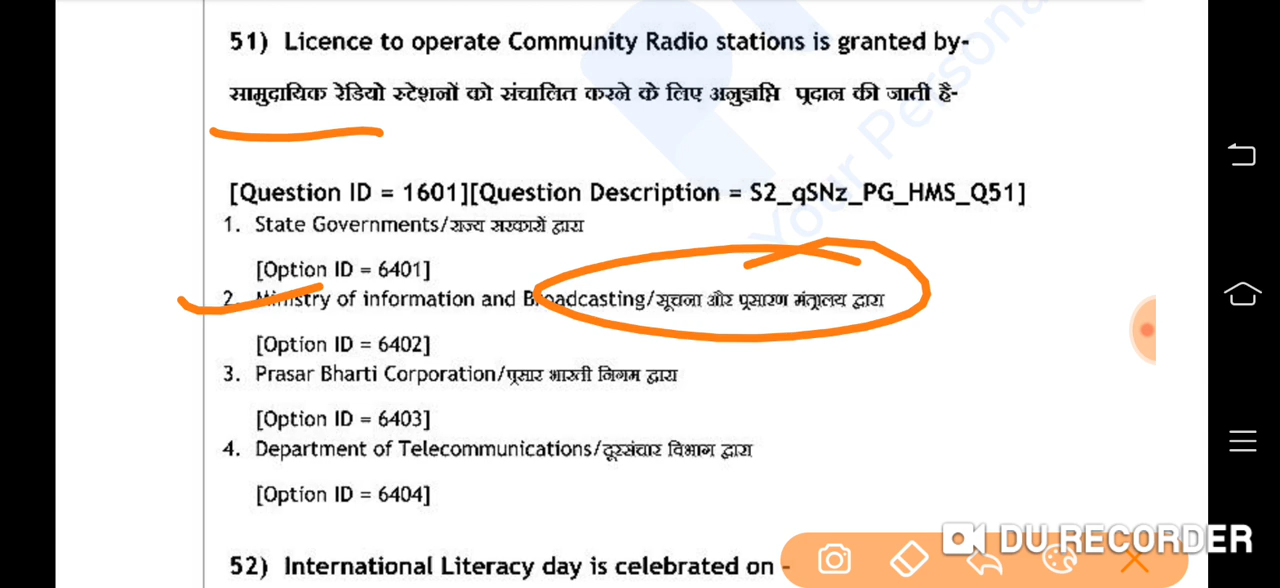 51) Licence to operate Community Radio stations is granted by-
सामुदायिक रेडियो स्टेशनों को संचालित करने के लिए अनुज्ञप्ति प्रदान की जाती है-
[Question ID = 1601][Question Description = S2_qSNz_PG_HMS_Q51]
1. State Governments/राज्य सरकारों द्वारा
[Option ID = 6401]
2. Ministry of information and Broadcasting/सूचना और प्रसारण मंत्रालय द्वारा
[Option ID = 6402]
3. Prasar Bharti Corporation/प्रसार भारती निगम द्वारा
[Option ID = 6403]
4. Department of Telecommunications/दूरसंचार विभाग द्वारा
[Option ID = 6404]
52) International Literacy day is celebrated on -
DU RECORDER
Your Persona